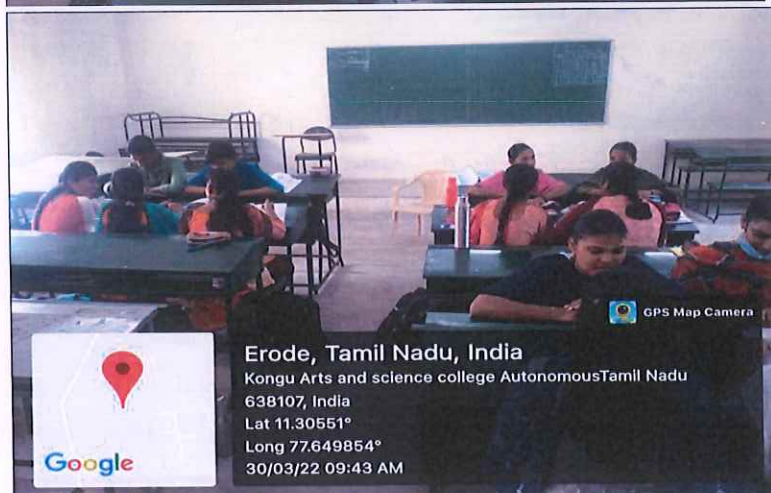 GPS Map Camera
Erode, Tamil Nadu, India
Kongu Arts and science college AutonomousTamil Nadu
638107, India
Lat 11.30551°
Long 77.649854°
30/03/22 09:43 AM
Google